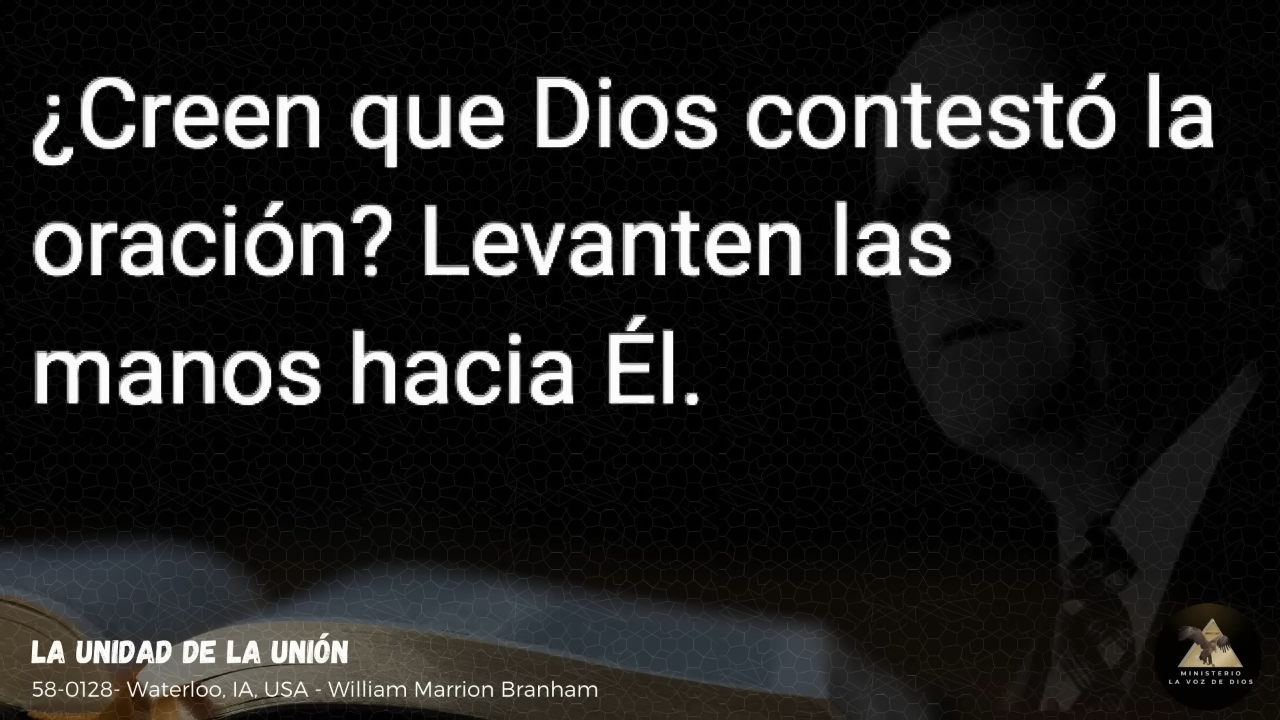 ¿Creen que Dios contestó la
oración? Levanten las
manos hacia Él.
LA UNIDAD DE LA UNIÓN
58-0128- Waterloo, IA, USA - William Marrion Branham
MINISTERIO
LA VOZ DE DIOS